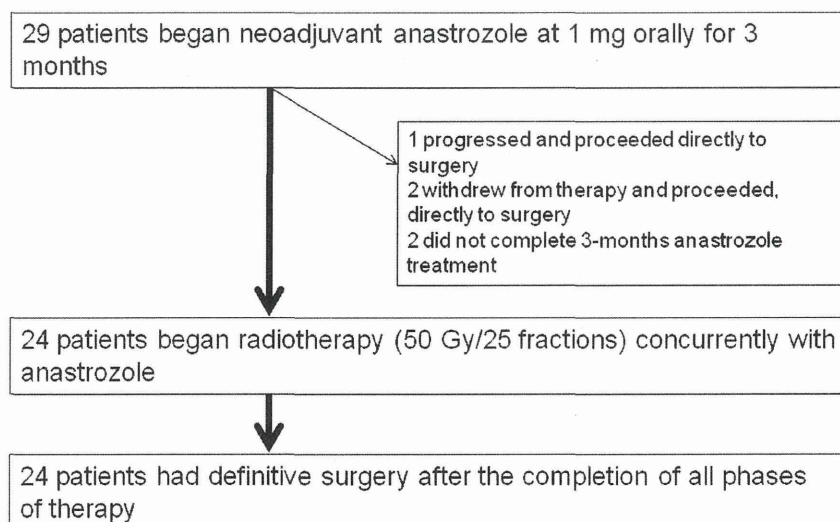 29 patients began neoadjuvant anastrozole at 1 mg orally for 3
months
1 progressed and proceeded directly to
surgery
2 withdrew from therapy and proceeded,
directly to surgery
2 did not complete 3-months anastrozole
treatment
24 patients began radiotherapy (50 Gy/25 fractions) concurrently with
anastrozole
24 patients had definitive surgery after the completion of all phases
of therapy